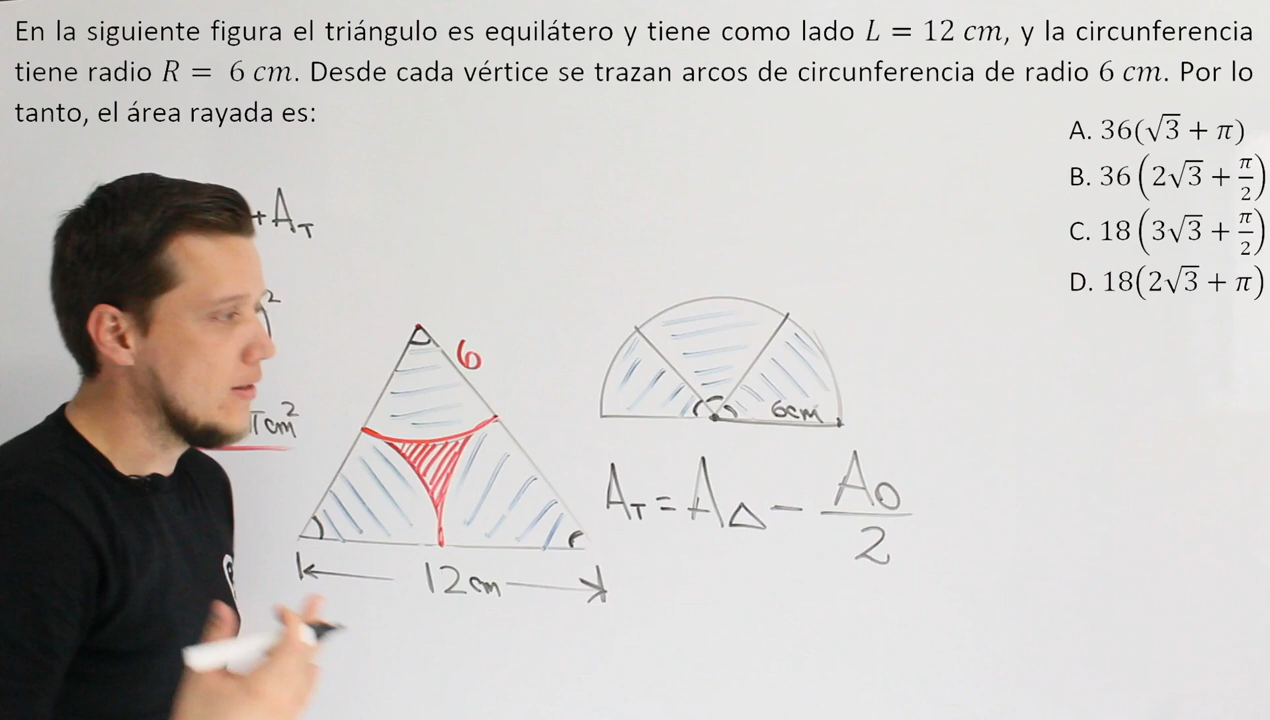 En la siguiente figura el triángulo es equilátero y tiene como lado L = 12 cm, y la circunferencia
tiene radio R = 6 cm. Desde cada vértice se trazan arcos de circunferencia de radio 6 cm. Por lo
tanto, el área rayada es:
A. 36(√3 + π)
B. 36(2√3 + π/2)
C. 18(3√3 + π/2)
D. 18(2√3 + π)
+A_T
)²
πcm²
6
6cm
12cm
A_T = A_△ − A_○/2